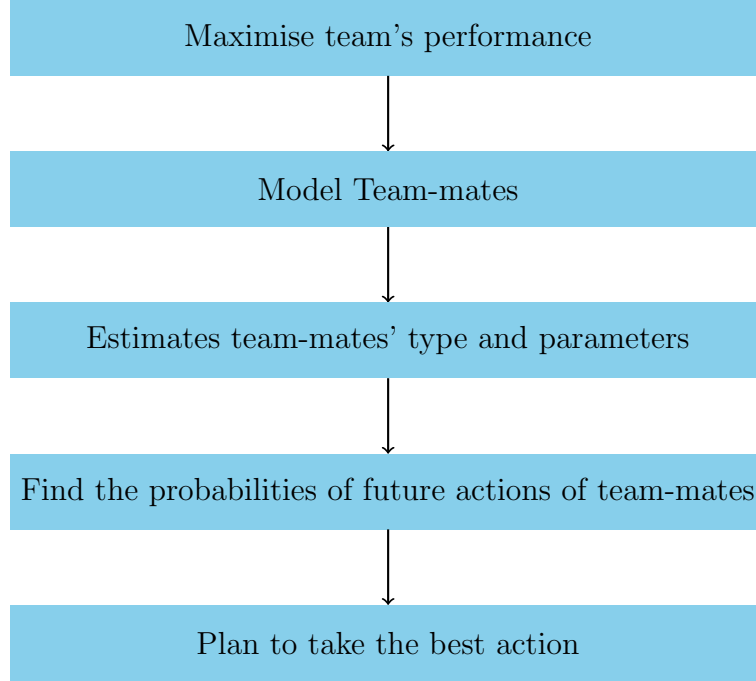 Maximise team’s performance
Model Team-mates
Estimates team-mates’ type and parameters
Find the probabilities of future actions of team-mates
Plan to take the best action